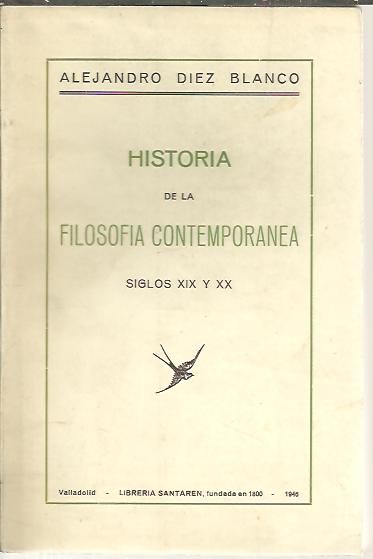 ALEJANDRO DIEZ BLANCO
HISTORIA
DE LA
FILOSOFIA CONTEMPORANEA
SIGLOS XIX Y XX
Valladolid - LIBRERIA SANTAREN, fundada en 1800 - 1946